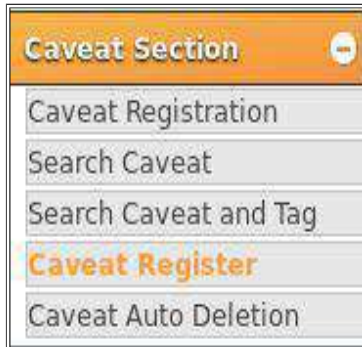 Caveat Section
Caveat Registration
Search Caveat
Search Caveat and Tag
Caveat Register
Caveat Auto Deletion